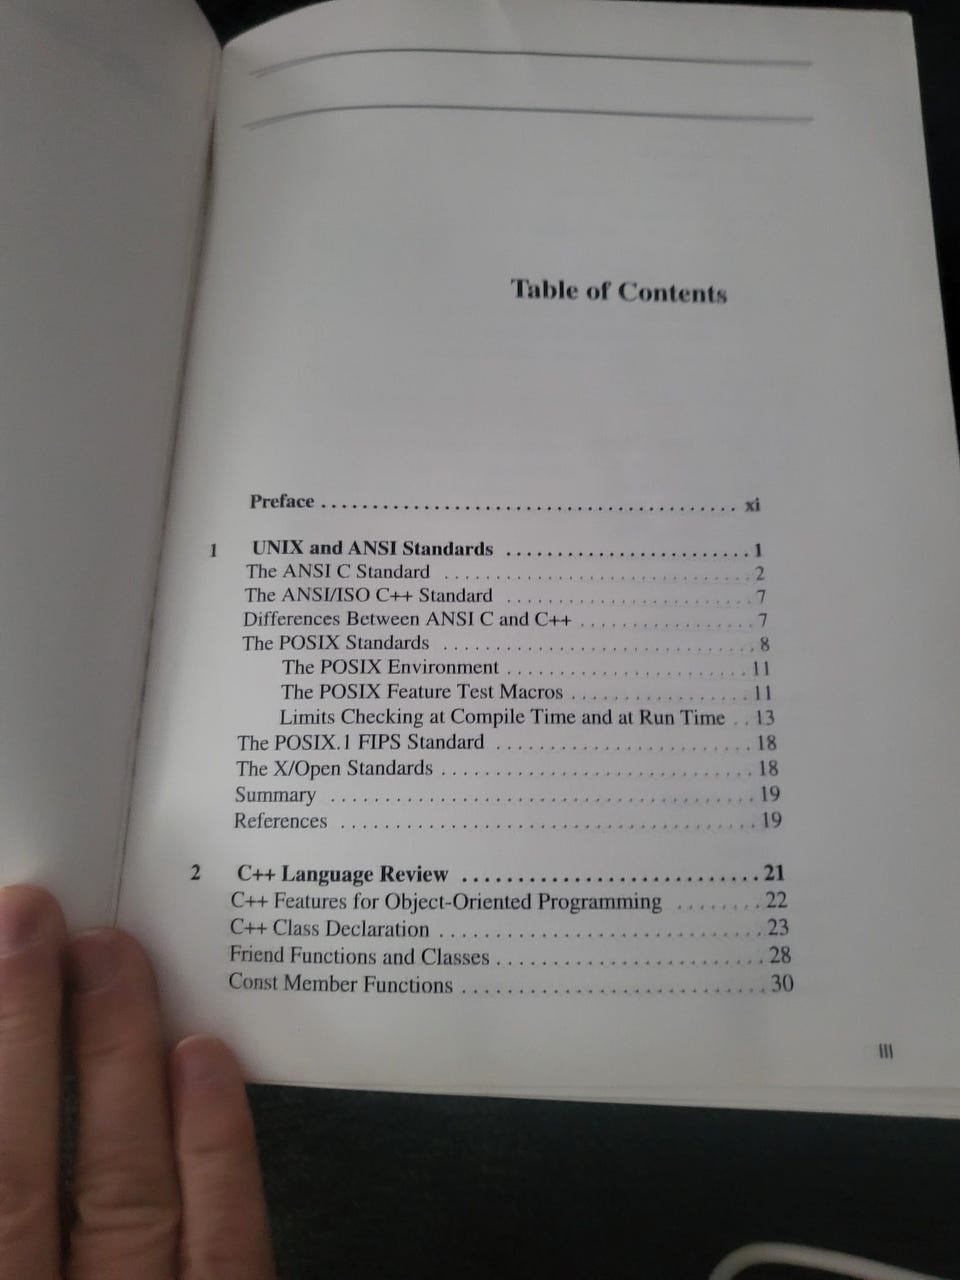 Table of Contents
Preface ........................................ xi
1 UNIX and ANSI Standards ........................ 1
The ANSI C Standard .............................. 2
The ANSI/ISO C++ Standard ........................ 7
Differences Between ANSI C and C++ ................. 7
The POSIX Standards .............................. 8
The POSIX Environment ........................ 11
The POSIX Feature Test Macros ................. 11
Limits Checking at Compile Time and at Run Time .. 13
The POSIX.1 FIPS Standard ......................... 18
The X/Open Standards .............................. 18
Summary ......................................... 19
References ........................................ 19
2 C++ Language Review ........................... 21
C++ Features for Object-Oriented Programming ........ 22
C++ Class Declaration .............................. 23
Friend Functions and Classes ........................ 28
Const Member Functions ............................ 30
III